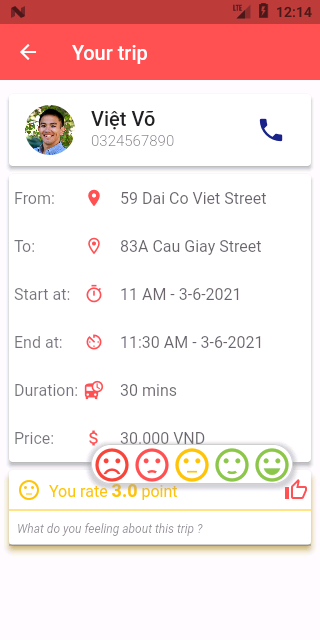 LTE 12:14
Your trip
Việt Võ
0324567890
From: 59 Dai Co Viet Street
To: 83A Cau Giay Street
Start at: 11 AM - 3-6-2021
End at: 11:30 AM - 3-6-2021
Duration: 30 mins
Price: $ 30.000 VND
You rate 3.0 point
What do you feeling about this trip ?